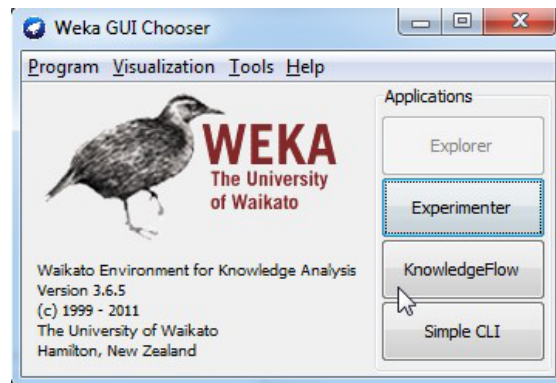 Weka GUI Chooser
Program Visualization Tools Help
Applications
WEKA
The University
of Waikato
Explorer
Experimenter
KnowledgeFlow
Simple CLI
Waikato Environment for Knowledge Analysis
Version 3.6.5
(c) 1999 - 2011
The University of Waikato
Hamilton, New Zealand